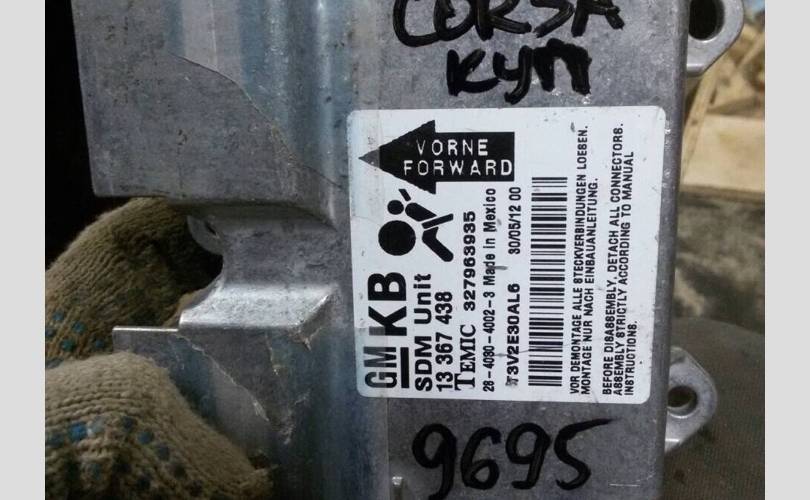 CORSA
КУП
VORNE
FORWARD
GM KB
SDM Unit
13 367 438
TEMIC 327963935
28-4080-4002-3 Made in Mexico
T3V2E30AL6 30/05/12 00
VOR DEMONTAGE ALLE STECKVERBINDUNGEN LOESEN.
MONTAGE NUR NACH EINBAUANLEITUNG.
BEFORE DISASSEMBLY, DETACH ALL CONNECTORS.
ASSEMBLY STRICTLY ACCORDING TO MANUAL
INSTRUCTIONS.
9695